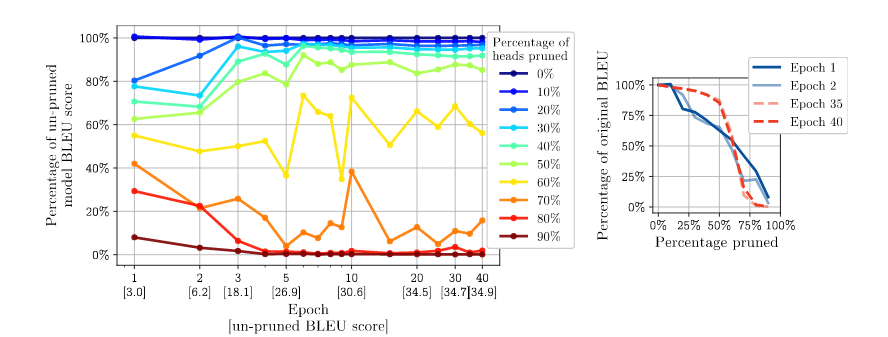 Percentage of un-pruned
model BLEU score
100%
80%
60%
40%
20%
0%
1 2 3 5 10 20 30 40
[3.0] [6.2] [18.1] [26.9] [30.6] [34.5] [34.7] [34.9]
Epoch
[un-pruned BLEU score]
Percentage of
heads pruned
0%
10%
20%
30%
40%
50%
60%
70%
80%
90%
Percentage of original BLEU
100%
75%
50%
25%
0%
0% 25% 50% 75% 100%
Percentage pruned
Epoch 1
Epoch 2
Epoch 35
Epoch 40